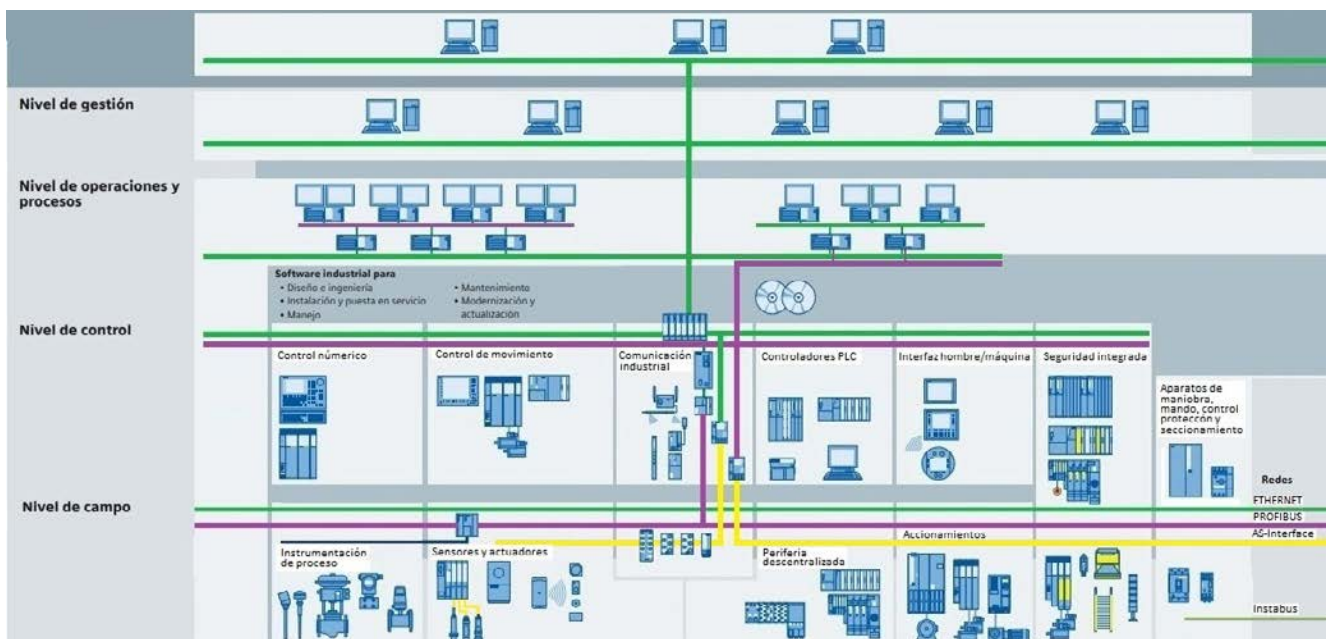 Nivel de gestión
Nivel de operaciones y
procesos
Software industrial para
• Diseño e ingeniería
• Instalación y puesta en servicio
• Manejo
• Mantenimiento
• Modernización y
actualización
Nivel de control
Control númerico
Control de movimiento
Comunicación
industrial
Controladores PLC
Interfaz hombre/máquina
Seguridad integrada
Aparatos de
maniobra,
mando, control
protección y
seccionamiento
Nivel de campo
Redes
ETHERNET
PROFIBUS
AS-Interface
Instrumentación
de proceso
Sensores y actuadores
Periferia
descentralizada
Accionamientos
Instabus